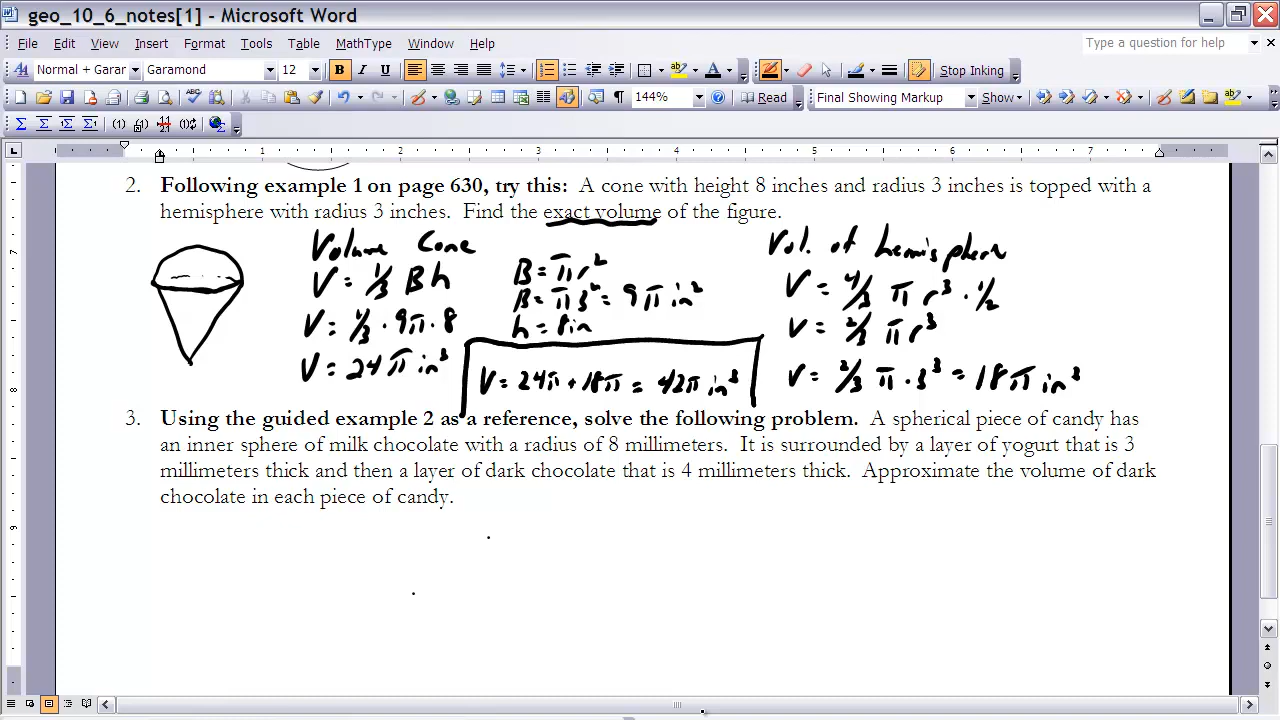 geo_10_6_notes[1] - Microsoft Word
File Edit View Insert Format Tools Table MathType Window Help
Type a question for help
Normal + Garar Garamond 12 B I U Stop Inking
144% Read Final Showing Markup Show
1 2 3 4 5 6 7
2. Following example 1 on page 630, try this: A cone with height 8 inches and radius 3 inches is topped with a
hemisphere with radius 3 inches. Find the exact volume of the figure.
Volume Cone
V = 1/3 B h
V = 1/3 · 9π · 8
V = 24π in³
B = πr²
B = π3² = 9π in²
h = 8in
V = 24π + 18π = 42π in³
Vol. of hemisphere
V = 4/3 π r³ · 1/2
V = 2/3 πr³
V = 2/3 π · 3³ = 18π in³
3. Using the guided example 2 as a reference, solve the following problem. A spherical piece of candy has
an inner sphere of milk chocolate with a radius of 8 millimeters. It is surrounded by a layer of yogurt that is 3
millimeters thick and then a layer of dark chocolate that is 4 millimeters thick. Approximate the volume of dark
chocolate in each piece of candy.